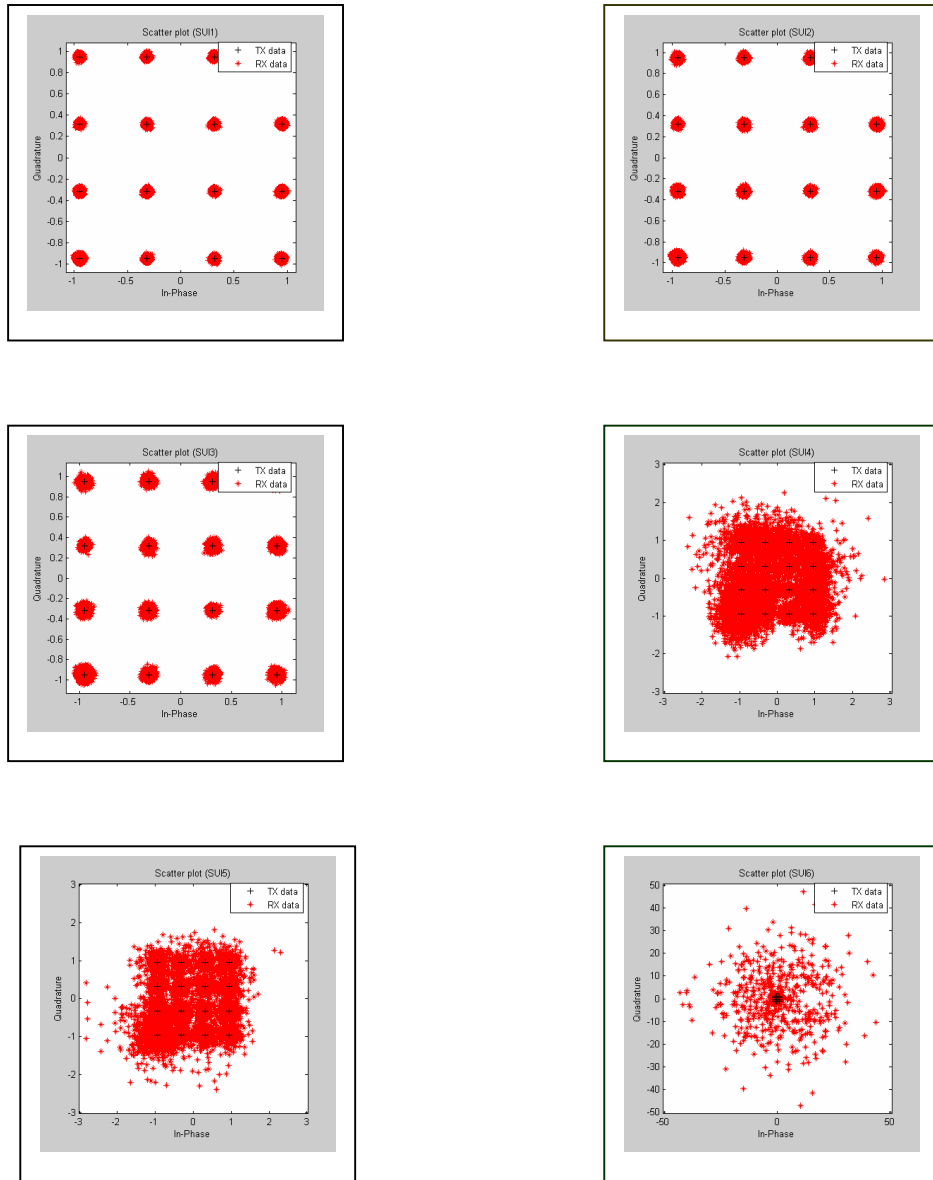 Scatter plot (SUI1)
TX data
RX data
Quadrature
1
0.8
0.6
0.4
0.2
0
-0.2
-0.4
-0.6
-0.8
-1
-1 -0.5 0 0.5 1
In-Phase
Scatter plot (SUI2)
TX data
RX data
Quadrature
1
0.8
0.6
0.4
0.2
0
-0.2
-0.4
-0.6
-0.8
-1
-1 -0.5 0 0.5 1
In-Phase
Scatter plot (SUI3)
TX data
RX data
Quadrature
1
0.8
0.6
0.4
0.2
0
-0.2
-0.4
-0.6
-0.8
-1
-1 -0.5 0 0.5 1
In-Phase
Scatter plot (SUI4)
TX data
RX data
Quadrature
3
2
1
0
-1
-2
-3
-3 -2 -1 0 1 2 3
In-Phase
Scatter plot (SUI5)
TX data
RX data
Quadrature
3
2
1
0
-1
-2
-3
-3 -2 -1 0 1 2 3
In-Phase
Scatter plot (SUI6)
TX data
RX data
Quadrature
50
40
30
20
10
0
-10
-20
-30
-40
-50
-50 0 50
In-Phase